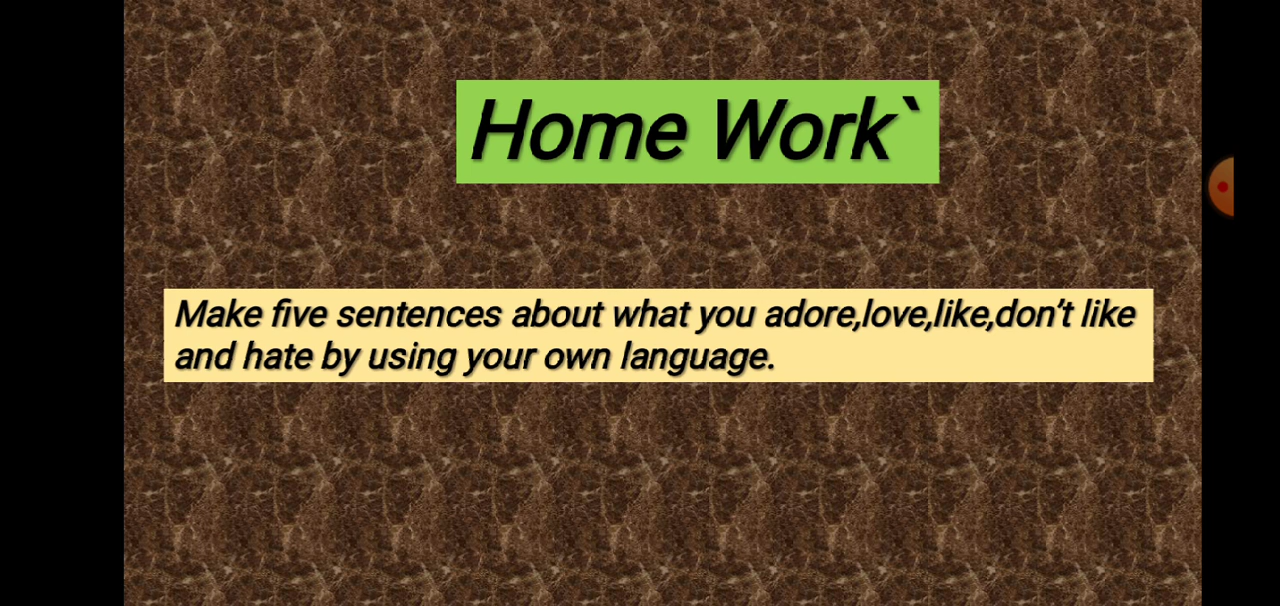 Home Work`
Make five sentences about what you adore,love,like,don’t like
and hate by using your own language.